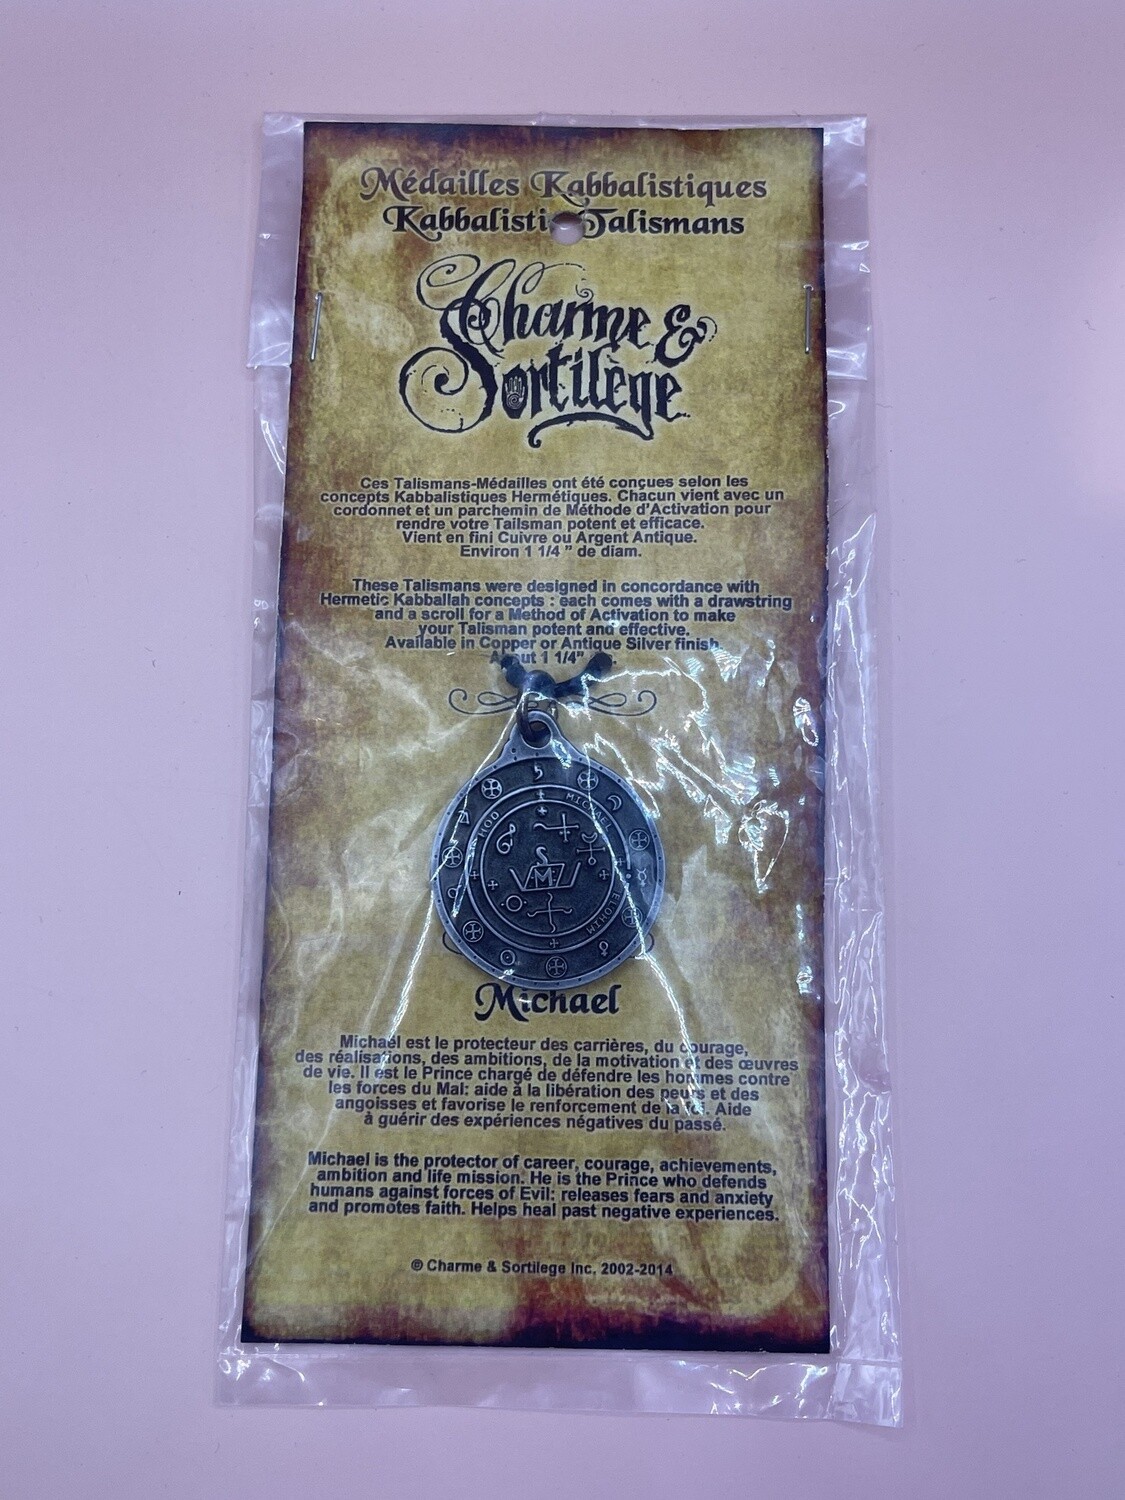 Médailles Kabbalistiques
Kabbalisti Talismans
Charme &
Sortilège
Ces Talismans-Médailles ont été conçues selon les
concepts Kabbalistiques Hermétiques. Chacun vient avec un
cordonnet et un parchemin de Méthode d'Activation pour
rendre votre Tailsman potent et efficace.
Vient en fini Cuivre ou Argent Antique.
Environ 1 1/4 " de diam.
These Talismans were designed in concordance with
Hermetic Kabballah concepts : each comes with a drawstring
and a scroll for a Method of Activation to make
your Talisman potent and effective.
Available in Copper or Antique Silver finish.
About 1 1/4"
MICHAEL
HOD
ELOHIM
M
Michael
Michaël est le protecteur des carrières, du courage,
des réalisations, des ambitions, de la motivation et des œuvres
de vie. Il est le Prince chargé de défendre les hommes contre
les forces du Mal: aide à la libération des peurs et des
angoisses et favorise le renforcement de la foi. Aide
à guérir des expériences négatives du passé.
Michael is the protector of career, courage, achievements,
ambition and life mission. He is the Prince who defends
humans against forces of Evil: releases fears and anxiety
and promotes faith. Helps heal past negative experiences.
© Charme & Sortilege Inc. 2002-2014